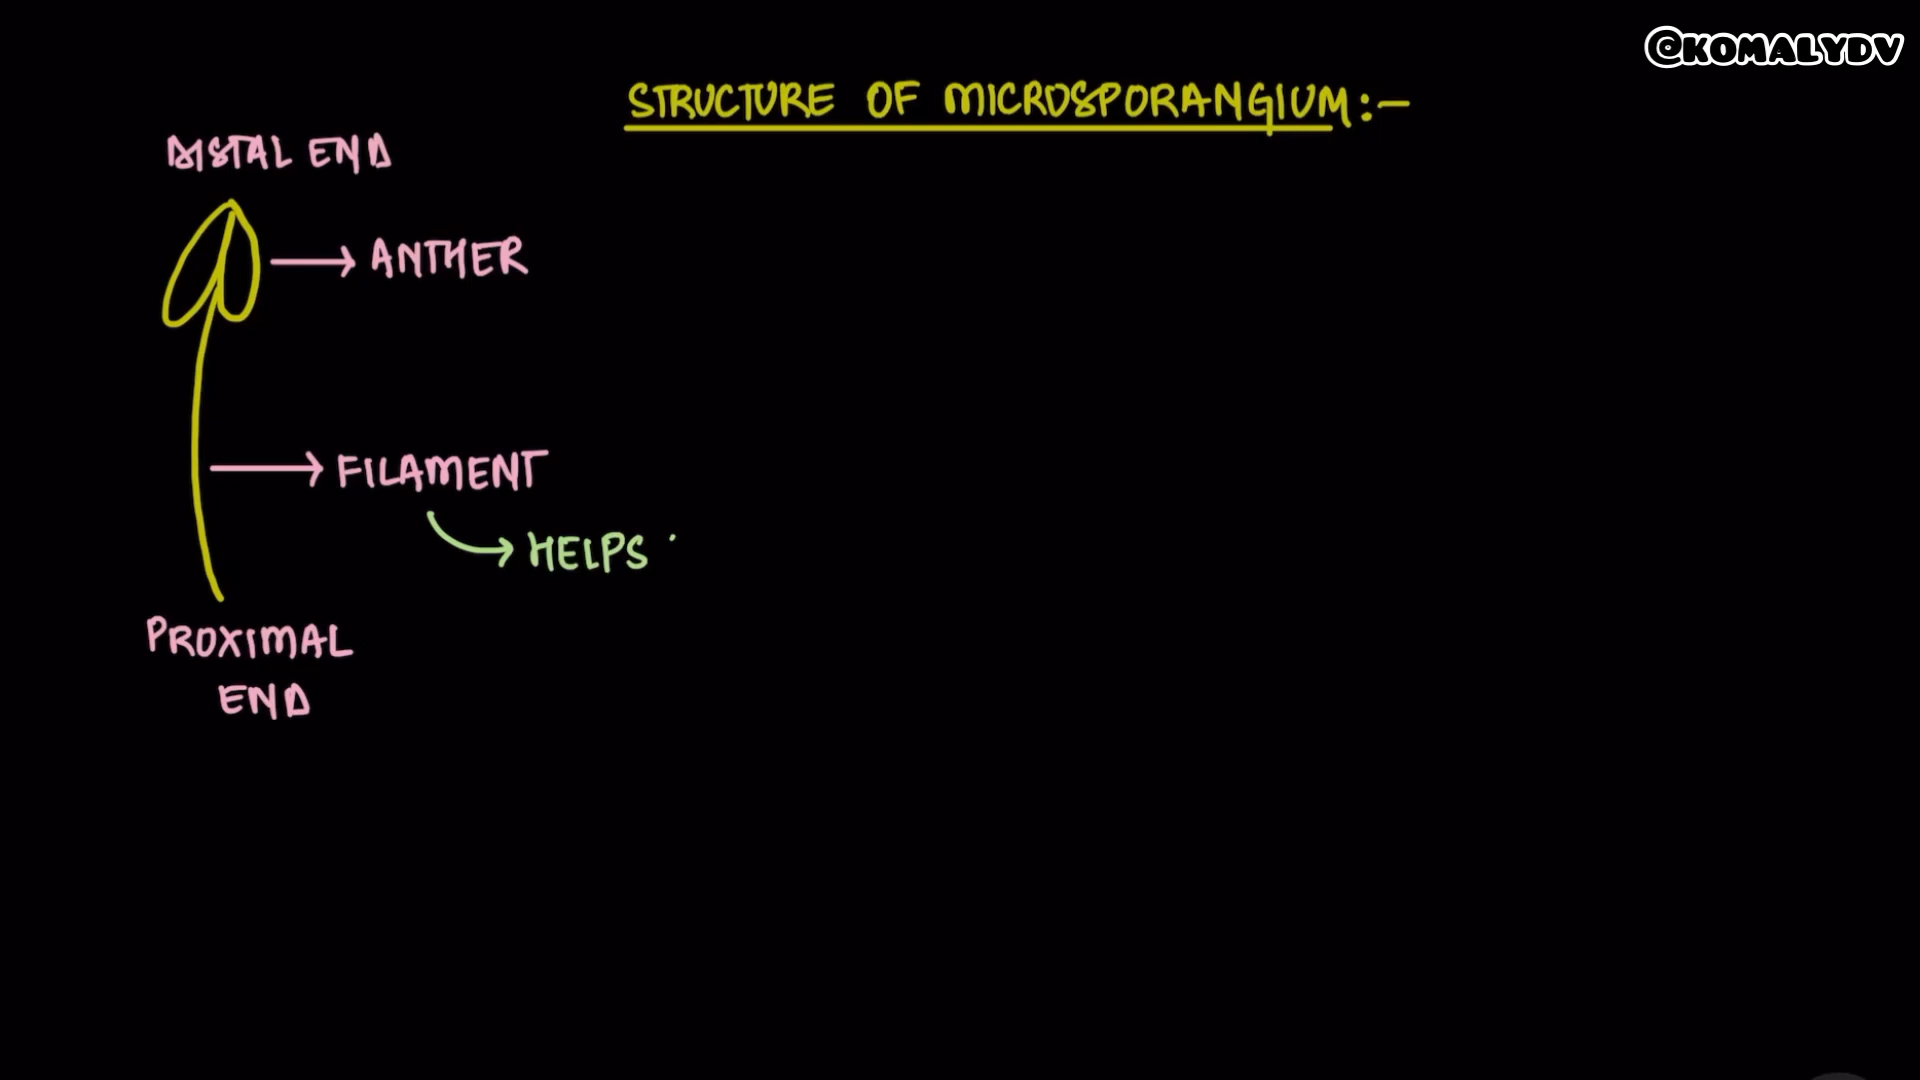 @KOMALYDV
STRUCTURE OF MICROSPORANGIUM:-
DISTAL END
ANTHER
FILAMENT
HELPS
PROXIMAL
END